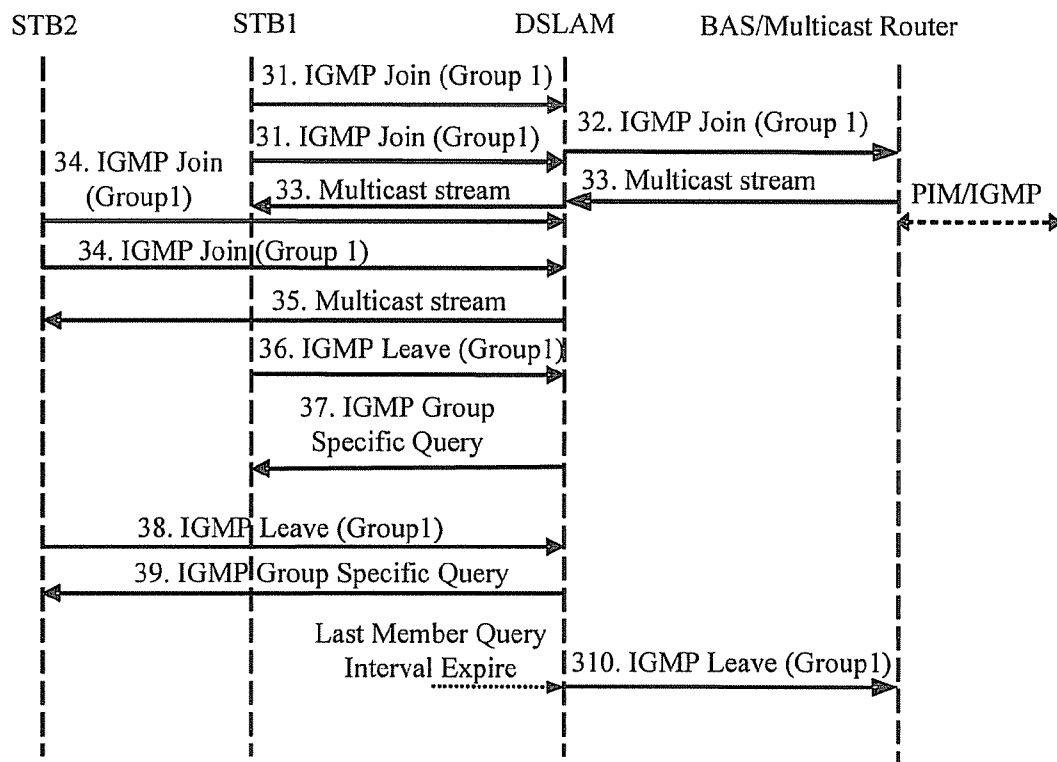 STB2 STB1 DSLAM BAS/Multicast Router
31. IGMP Join (Group 1)
31. IGMP Join (Group1)
32. IGMP Join (Group 1)
34. IGMP Join
(Group1)
33. Multicast stream
33. Multicast stream
PIM/IGMP
34. IGMP Join (Group 1)
35. Multicast stream
36. IGMP Leave (Group1)
37. IGMP Group
Specific Query
38. IGMP Leave (Group1)
39. IGMP Group Specific Query
Last Member Query
Interval Expire
310. IGMP Leave (Group1)